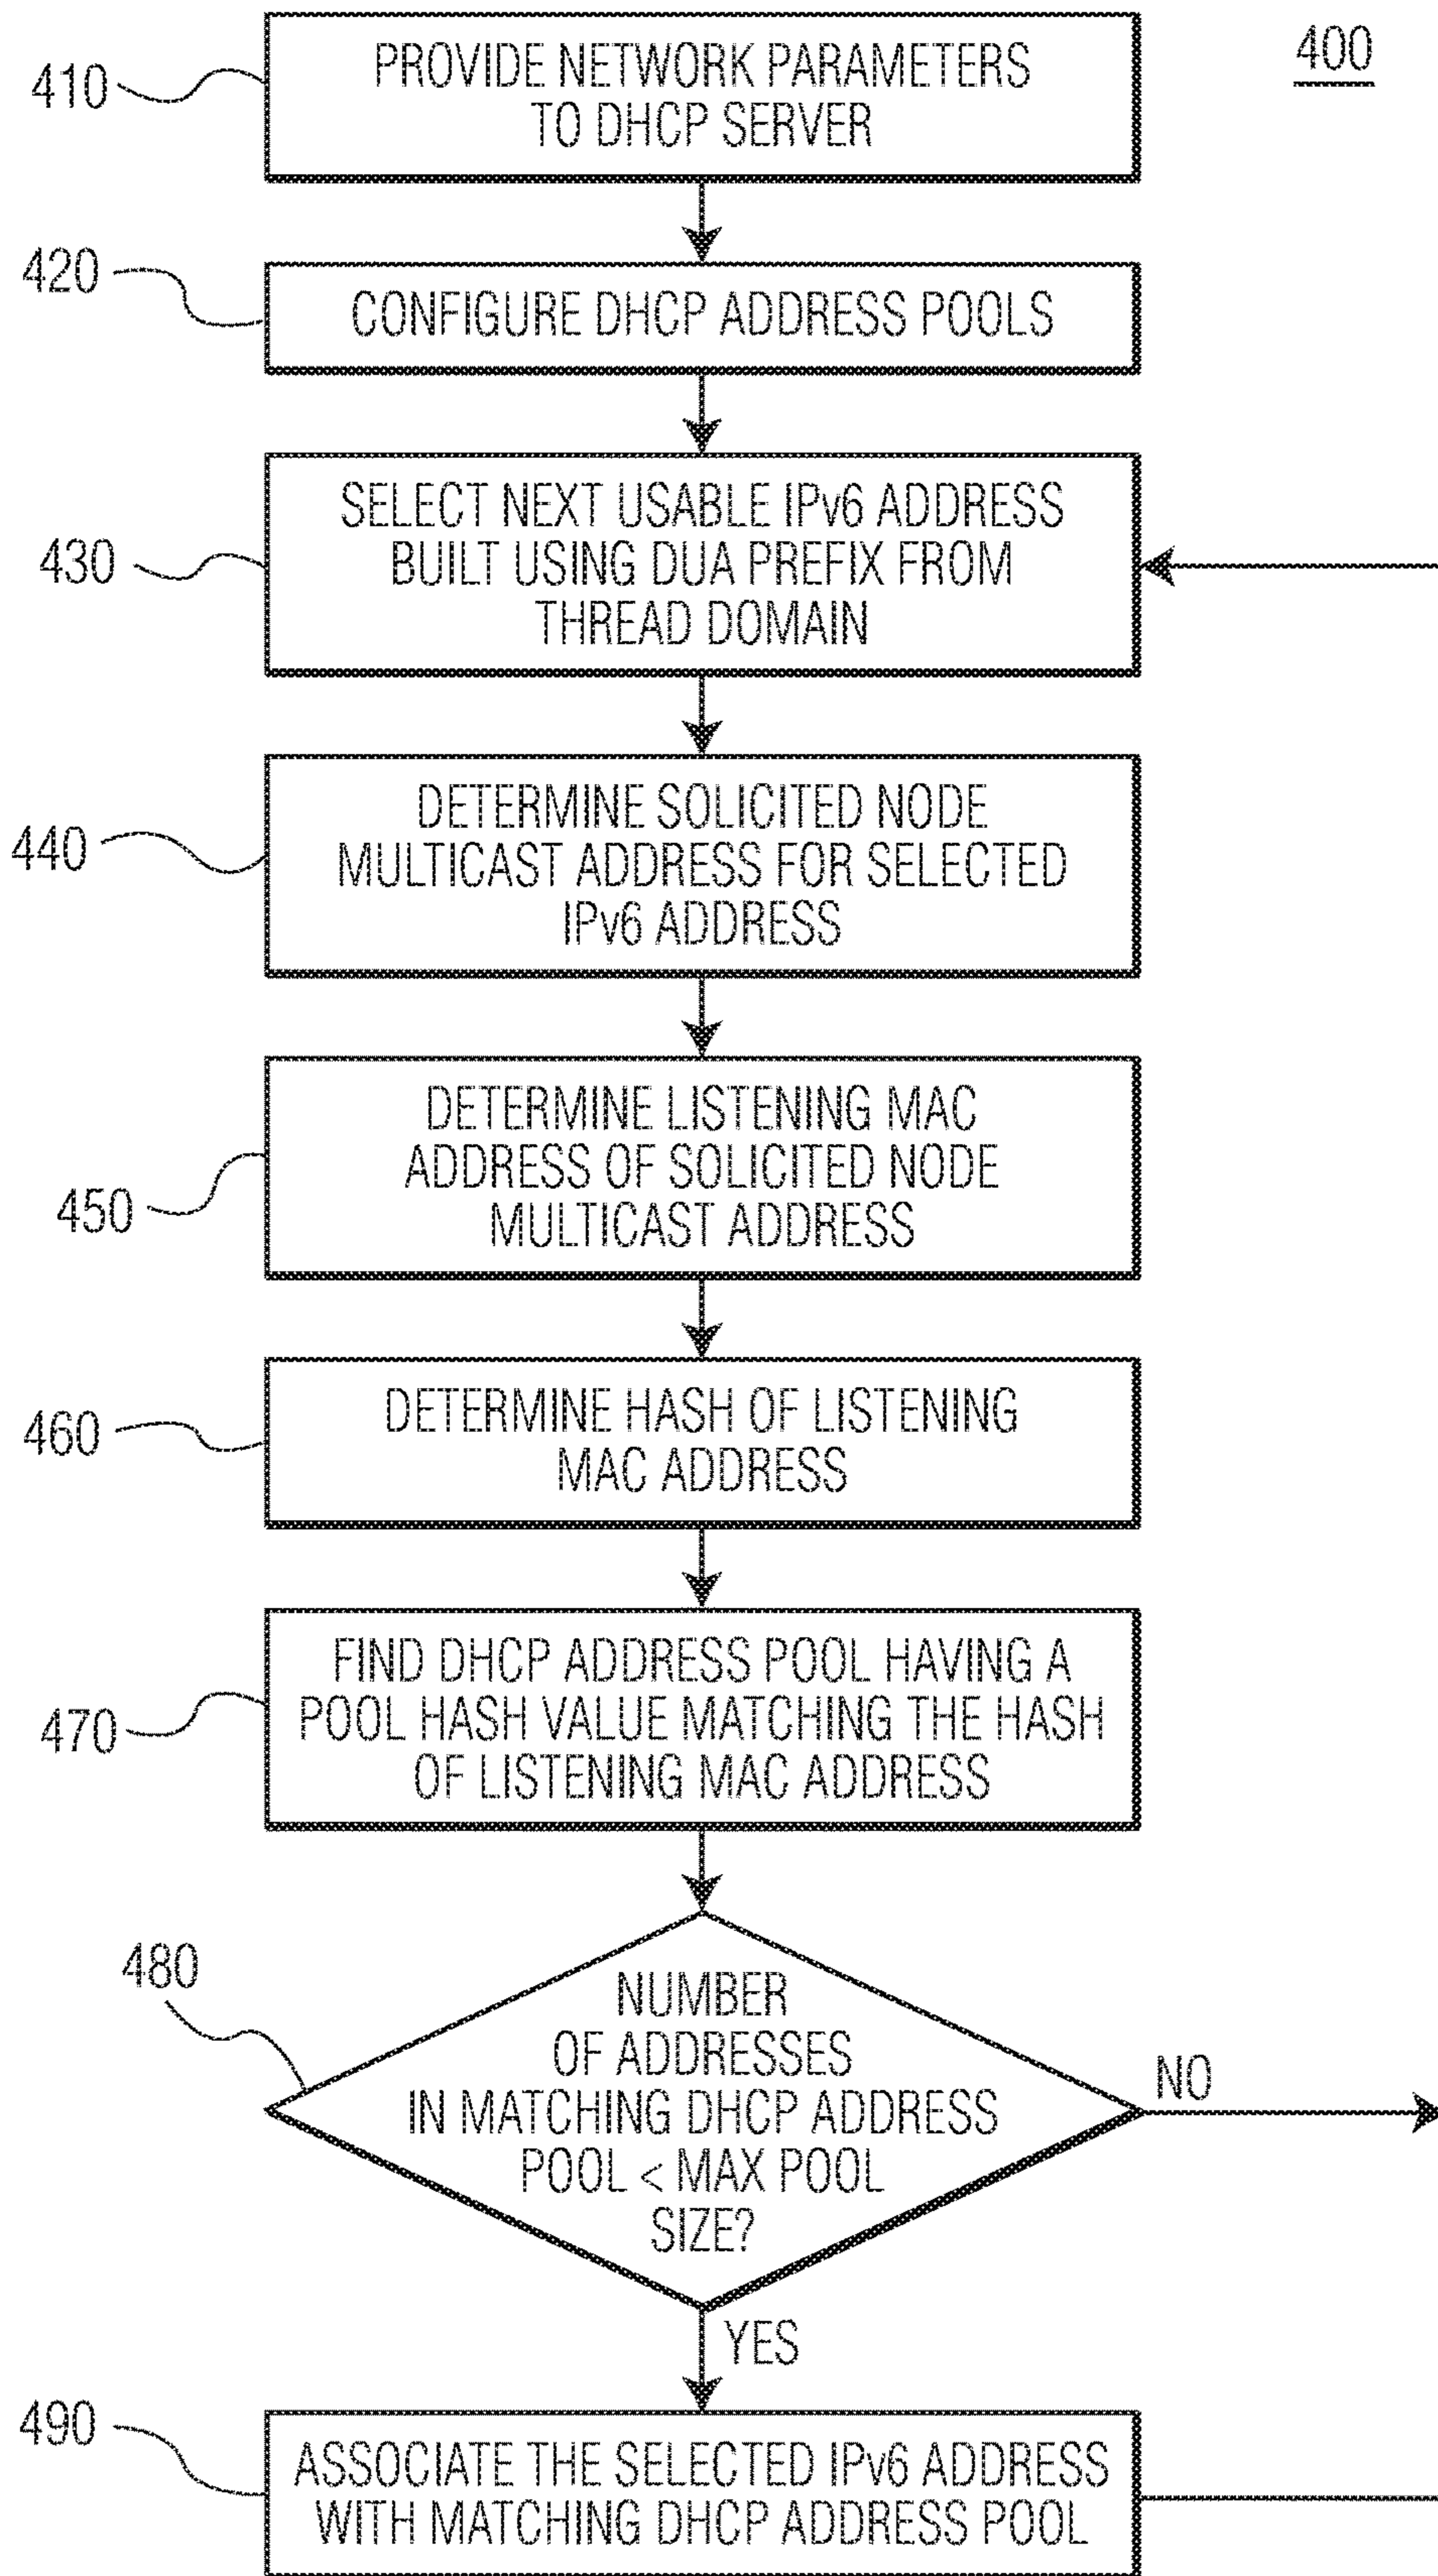 400
410
PROVIDE NETWORK PARAMETERS
TO DHCP SERVER
420
CONFIGURE DHCP ADDRESS POOLS
430
SELECT NEXT USABLE IPv6 ADDRESS
BUILT USING DUA PREFIX FROM
THREAD DOMAIN
440
DETERMINE SOLICITED NODE
MULTICAST ADDRESS FOR SELECTED
IPv6 ADDRESS
450
DETERMINE LISTENING MAC
ADDRESS OF SOLICITED NODE
MULTICAST ADDRESS
460
DETERMINE HASH OF LISTENING
MAC ADDRESS
470
FIND DHCP ADDRESS POOL HAVING A
POOL HASH VALUE MATCHING THE HASH
OF LISTENING MAC ADDRESS
480
NUMBER
OF ADDRESSES
IN MATCHING DHCP ADDRESS
POOL < MAX POOL
SIZE?
NO
YES
490
ASSOCIATE THE SELECTED IPv6 ADDRESS
WITH MATCHING DHCP ADDRESS POOL